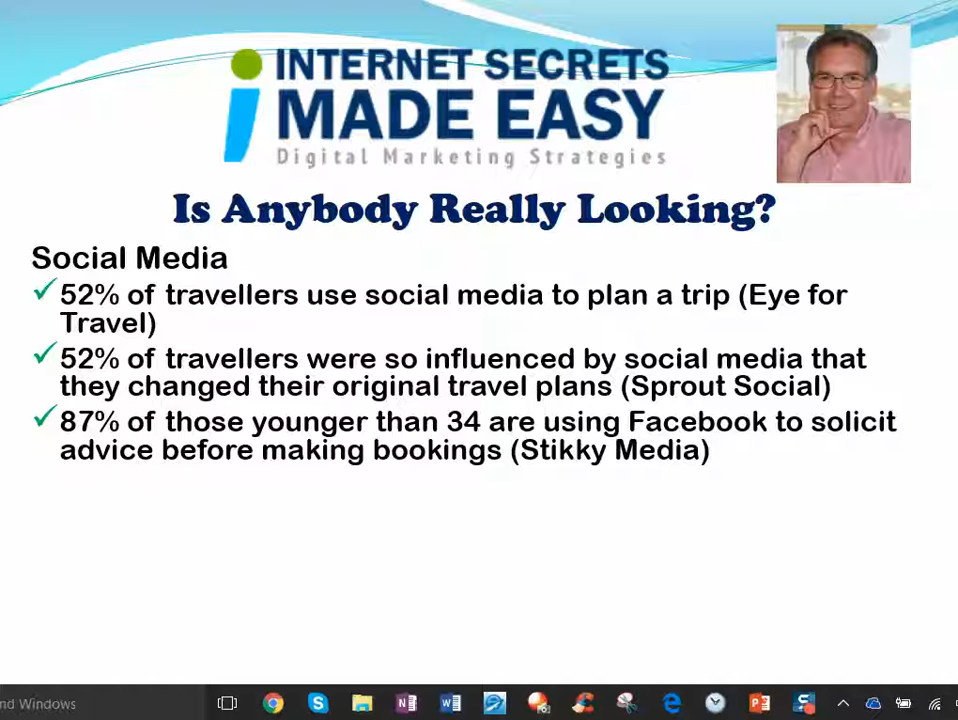 INTERNET SECRETS
MADE EASY
Digital Marketing Strategies
Is Anybody Really Looking?
Social Media
52% of travellers use social media to plan a trip (Eye for
Travel)
52% of travellers were so influenced by social media that
they changed their original travel plans (Sprout Social)
87% of those younger than 34 are using Facebook to solicit
advice before making bookings (Stikky Media)
nd Windows